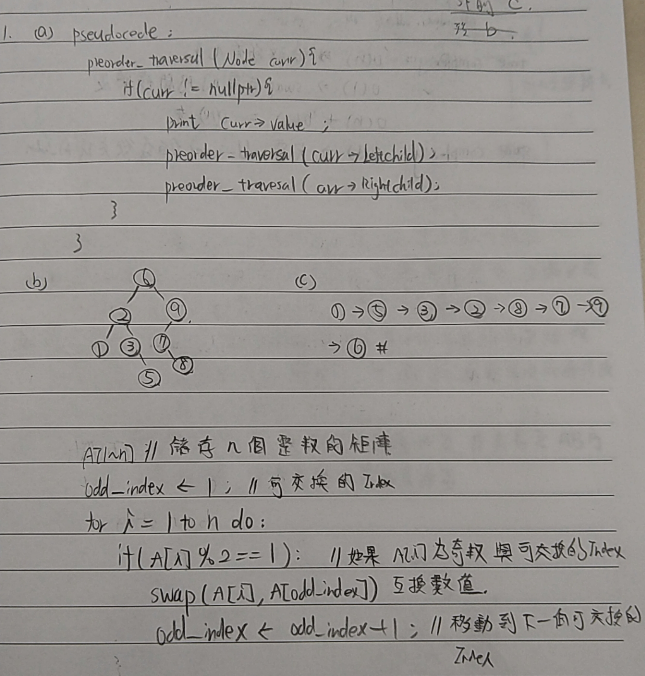 1. (a) pseudocode :
preorder_traversal (Node curr){
if(curr != nullptr){
print curr→value ;
preorder_traversal (curr→Leftchild);
preorder_travesal (curr→Rightchild);
}
}
(b) (c)
6
2 9
1 3 7
5 8
①→⑤→③→②→⑧→⑦→⑨
→⑥ #
A[1~n] // 儲存 n 個整數的矩陣
odd_index ← 1 ; // 可交換的 Index
for i = 1 to n do :
if (A[i] % 2 == 1) : // 如果 A[i] 為奇數 與可交換的 Index
swap (A[i], A[odd_index]) 互換數值.
odd_index ← odd_index+1 ; // 移動到下一個可交換的
Index